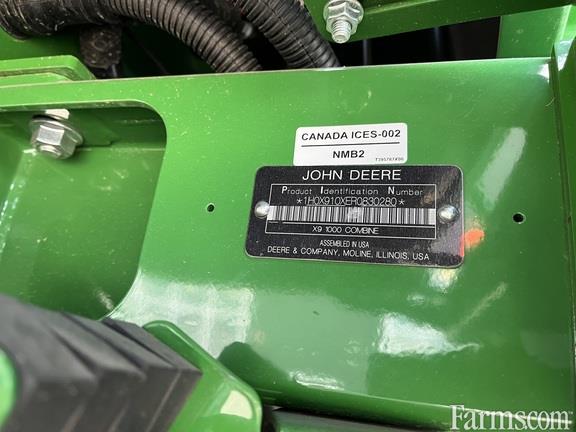 CANADA ICES-002
NMB2
JOHN DEERE
Product Identification Number
*1H0X910XER0830280*
X9 1000 COMBINE
ASSEMBLED IN USA
DEERE & COMPANY, MOLINE, ILLINOIS, USA
Farms.com